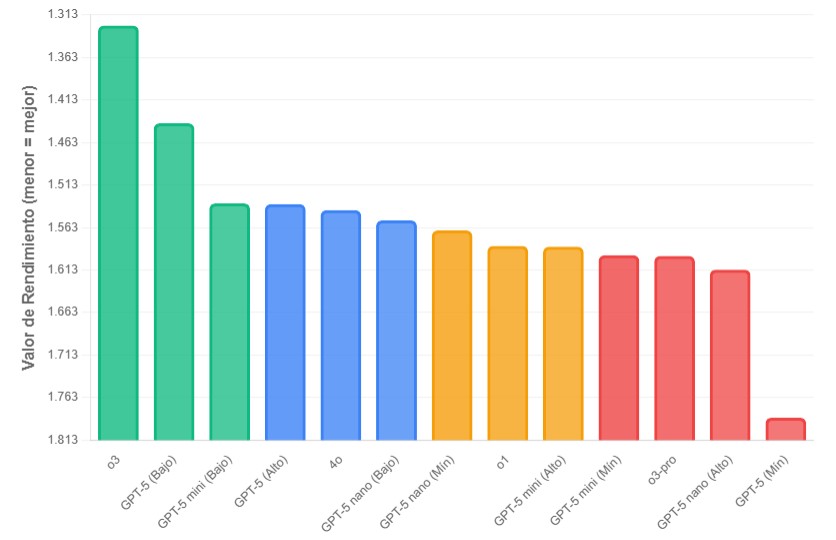 Valor de Rendimiento (menor = mejor)
1.313
1.363
1.413
1.463
1.513
1.563
1.613
1.663
1.713
1.763
1.813
o3
GPT-5 (Bajo)
GPT-5 mini (Bajo)
GPT-5 (Alto)
4o
GPT-5 nano (Bajo)
GPT-5 nano (Mín)
o1
GPT-5 mini (Alto)
GPT-5 mini (Mín)
o3-pro
GPT-5 nano (Alto)
GPT-5 (Mín)